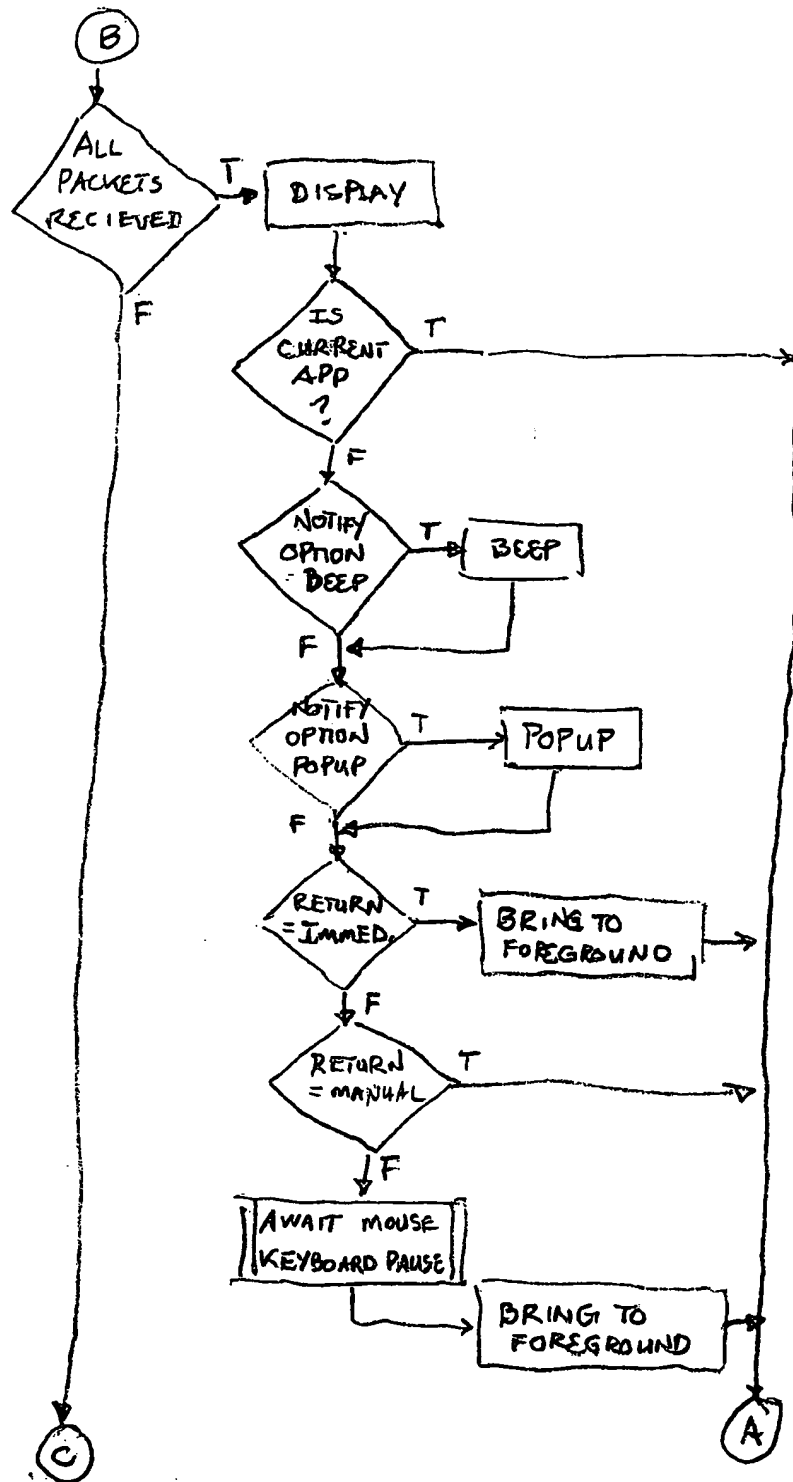 B
ALL
PACKETS
RECIEVED
T
F
DISPLAY
IS
CURRENT
APP
?
T
F
NOTIFY
OPTION
BEEP
T
BEEP
F
NOTIFY
OPTION
POPUP
T
POPUP
F
RETURN
=IMMED.
T
BRING TO
FOREGROUND
F
RETURN
=MANUAL
T
F
AWAIT MOUSE
KEYBOARD PAUSE
BRING TO
FOREGROUND
C
A